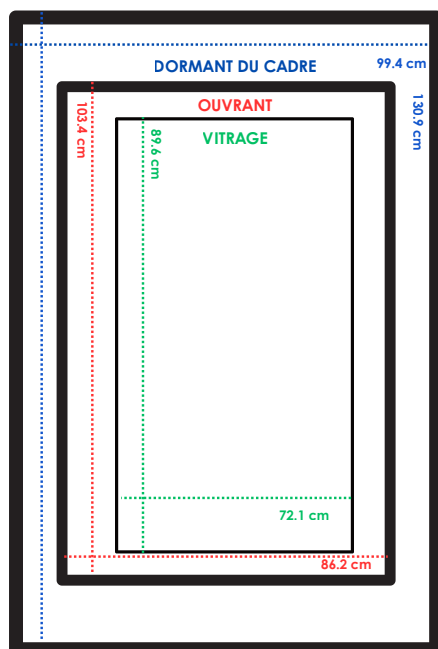 DORMANT DU CADRE
99.4 cm
130.9 cm
OUVRANT
103.4 cm
VITRAGE
89.6 cm
72.1 cm
86.2 cm